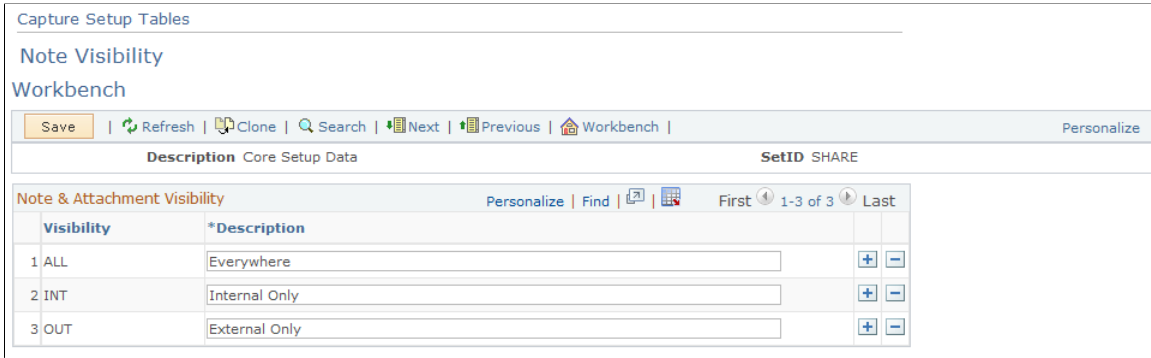 Capture Setup Tables
Note Visibility
Workbench
Save | Refresh | Clone | Search | Next | Previous | Workbench | Personalize
Description Core Setup Data SetID SHARE
Note & Attachment Visibility Personalize | Find | | First 1-3 of 3 Last
Visibility *Description
1 ALL Everywhere
2 INT Internal Only
3 OUT External Only